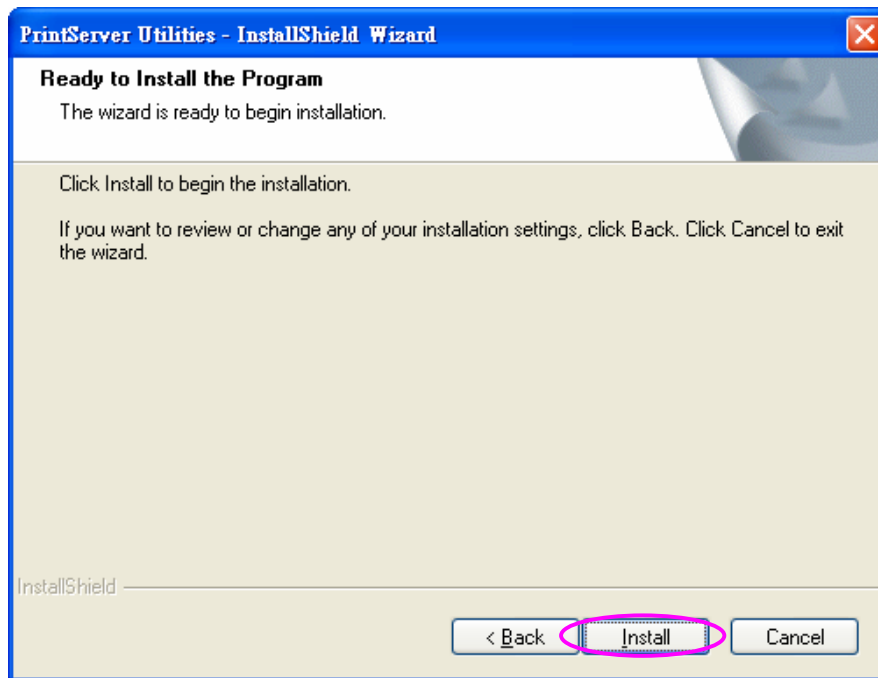 PrintServer Utilities - InstallShield Wizard
Ready to Install the Program
The wizard is ready to begin installation.
Click Install to begin the installation.
If you want to review or change any of your installation settings, click Back. Click Cancel to exit
the wizard.
InstallShield
< Back
Install
Cancel